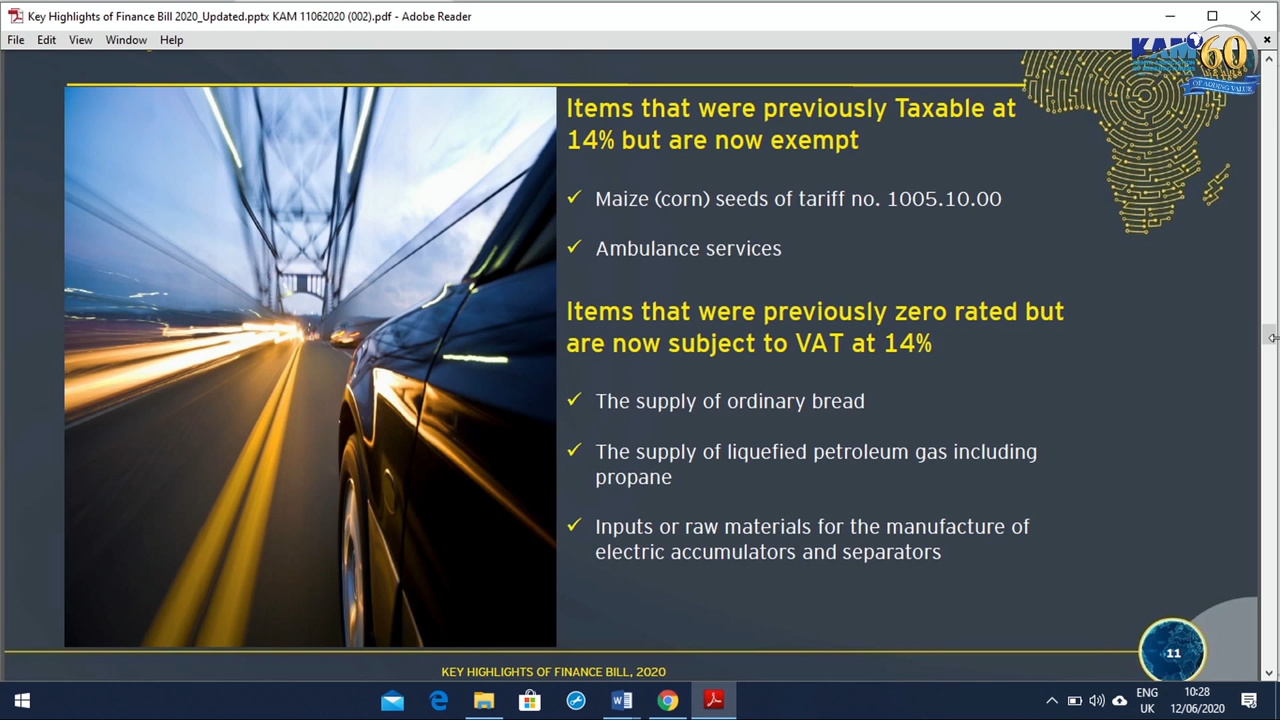 Key Highlights of Finance Bill 2020_Updated.pptx KAM 11062020 (002).pdf - Adobe Reader
File Edit View Window Help
KAM 60
YEARS
OF ADDING VALUE
Items that were previously Taxable at
14% but are now exempt
✓ Maize (corn) seeds of tariff no. 1005.10.00
✓ Ambulance services
Items that were previously zero rated but
are now subject to VAT at 14%
✓ The supply of ordinary bread
✓ The supply of liquefied petroleum gas including
propane
✓ Inputs or raw materials for the manufacture of
electric accumulators and separators
KEY HIGHLIGHTS OF FINANCE BILL, 2020
11
ENG
UK
10:28
12/06/2020